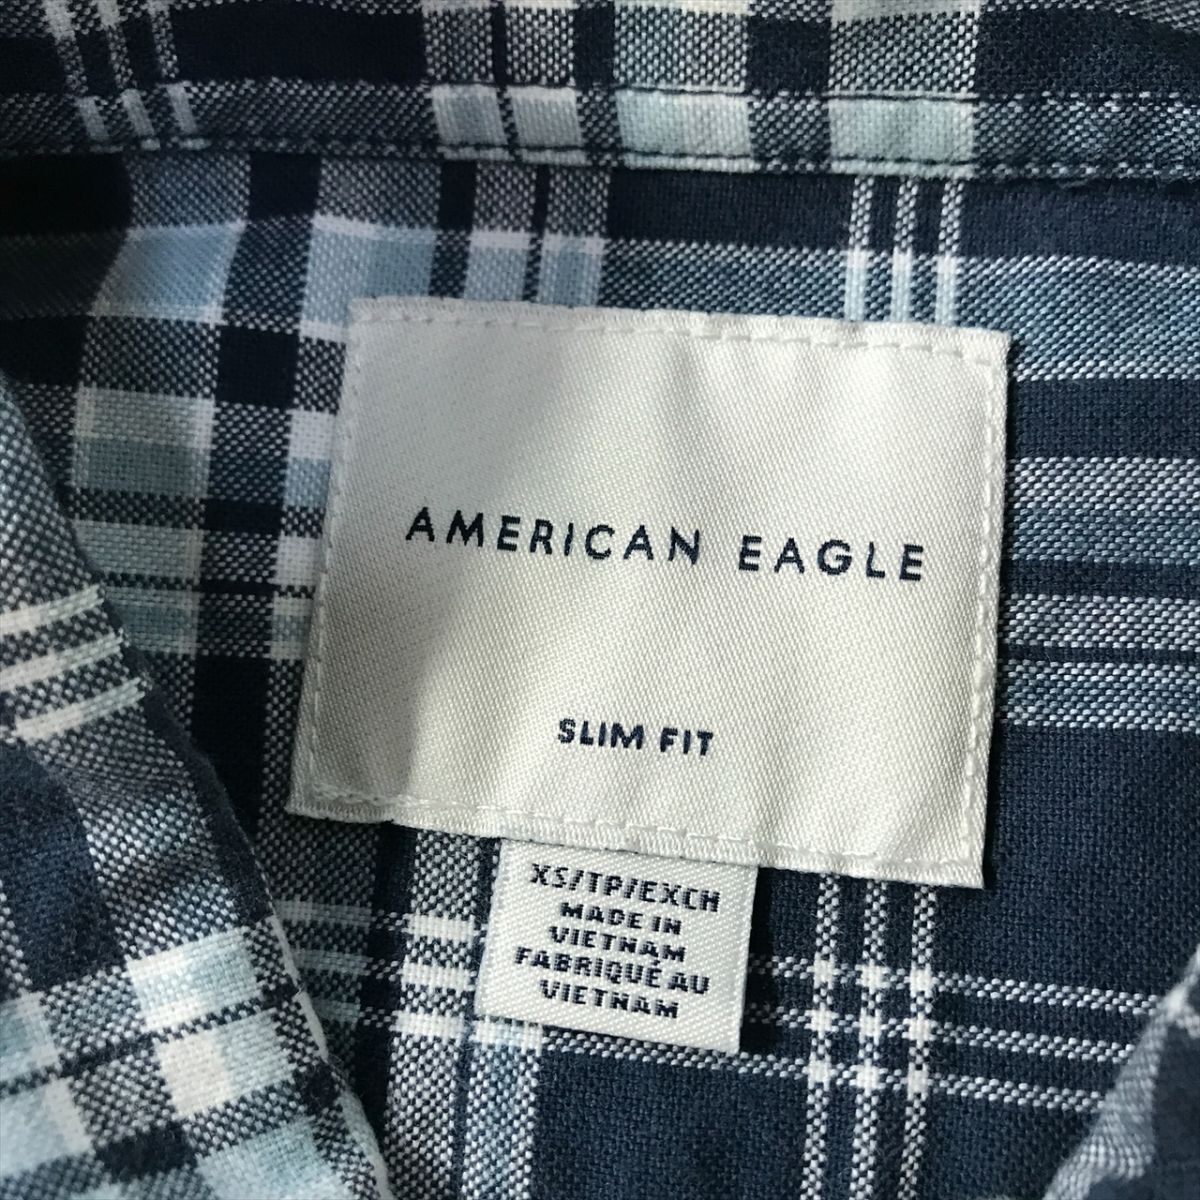 AMERICAN EAGLE
SLIM FIT
XS/TP/EXCH
MADE IN
VIETNAM
FABRIQUÉ AU
VIETNAM